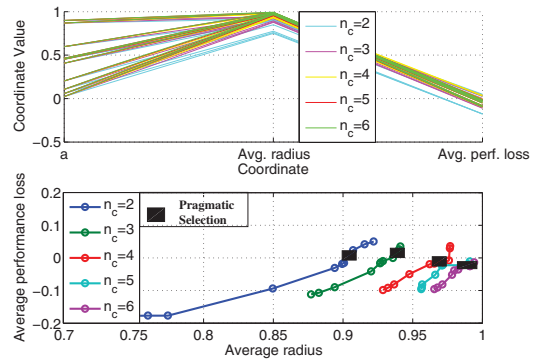 Coordinate Value
1
0.5
0
−0.5
a
Avg. radius
Avg. perf. loss
Coordinate
n_c=2
n_c=3
n_c=4
n_c=5
n_c=6
Average performance loss
0.2
0.1
0
−0.1
−0.2
n_c=2
n_c=3
n_c=4
n_c=5
n_c=6
Pragmatic
Selection
0.7
0.75
0.8
0.85
0.9
0.95
1
Average radius